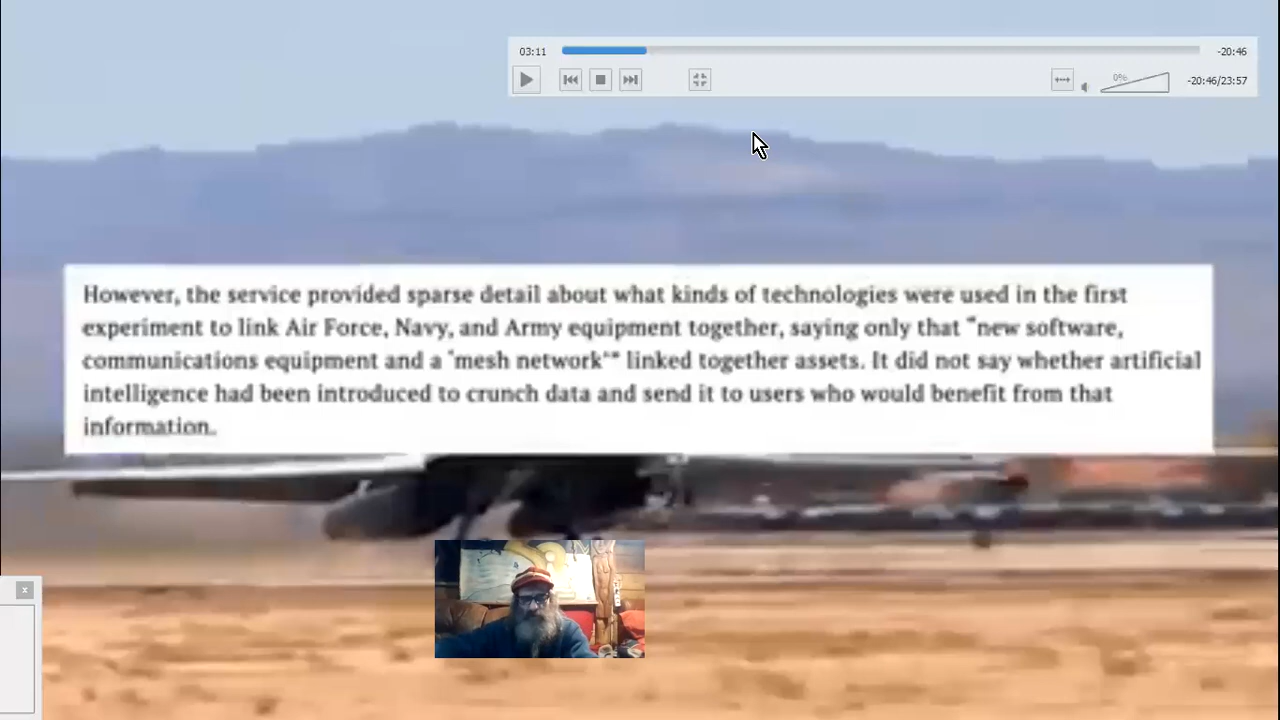 03:11
-20:46
0%
-20:46/23:57
However, the service provided sparse detail about what kinds of technologies were used in the first
experiment to link Air Force, Navy, and Army equipment together, saying only that “new software,
communications equipment and a ‘mesh network’” linked together assets. It did not say whether artificial
intelligence had been introduced to crunch data and send it to users who would benefit from that
information.
x